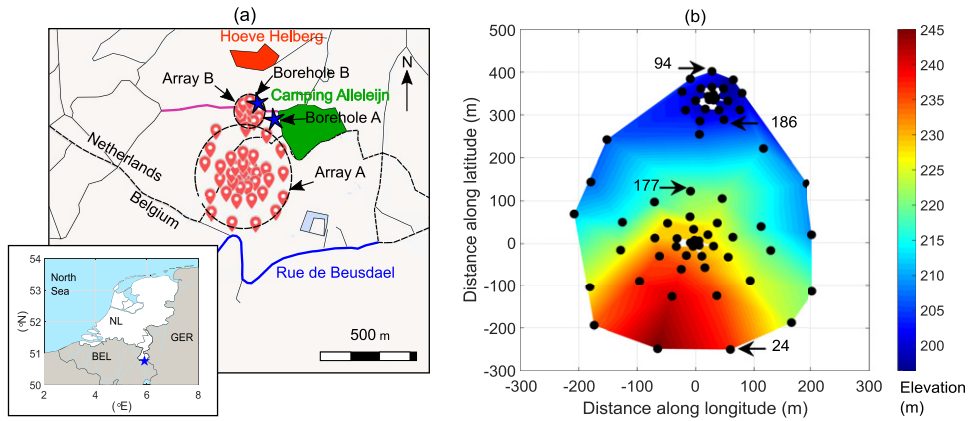 (a)
Hoeve Helberg
Array B
Borehole B
Camping Alleleijn
Borehole A
N
Netherlands
Belgium
Array A
Rue de Beusdael
500 m
54
53
52
51
50
(°N)
North
Sea
NL
BEL
GER
2
4
6
8
(°E)
(b)
500
400
300
200
100
0
-100
-200
-300
Distance along latitude (m)
94
186
177
24
-300
-200
-100
0
100
200
300
Distance along longitude (m)
245
240
235
230
225
220
215
210
205
200
Elevation
(m)